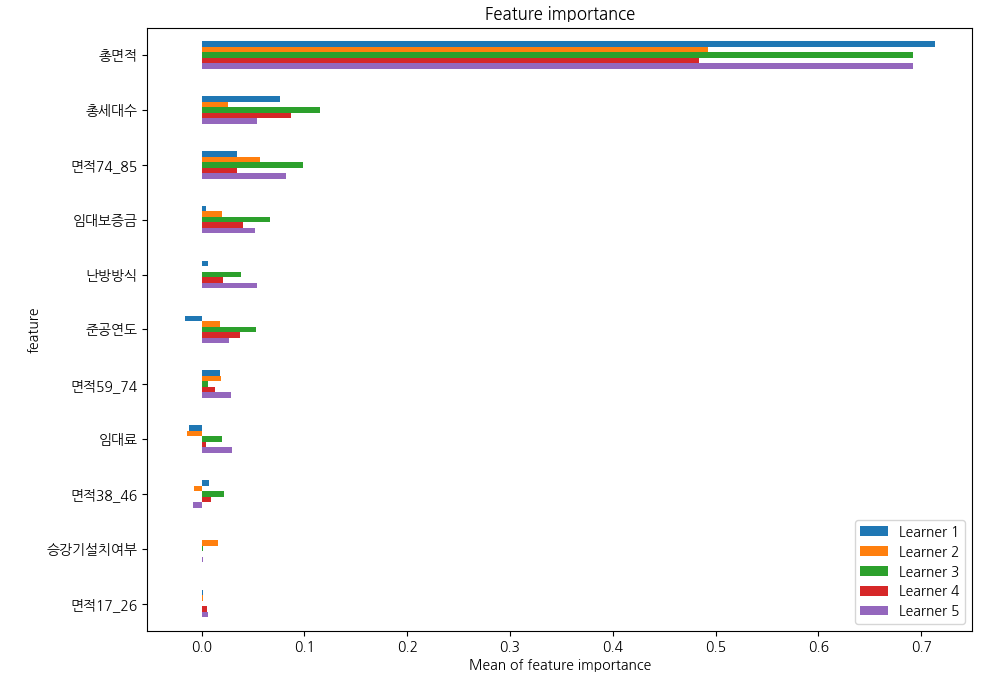 Feature importance
총면적
총세대수
면적74_85
임대보증금
난방방식
준공연도
면적59_74
임대료
면적38_46
승강기설치여부
면적17_26
feature
0.0 0.1 0.2 0.3 0.4 0.5 0.6 0.7
Mean of feature importance
Learner 1
Learner 2
Learner 3
Learner 4
Learner 5